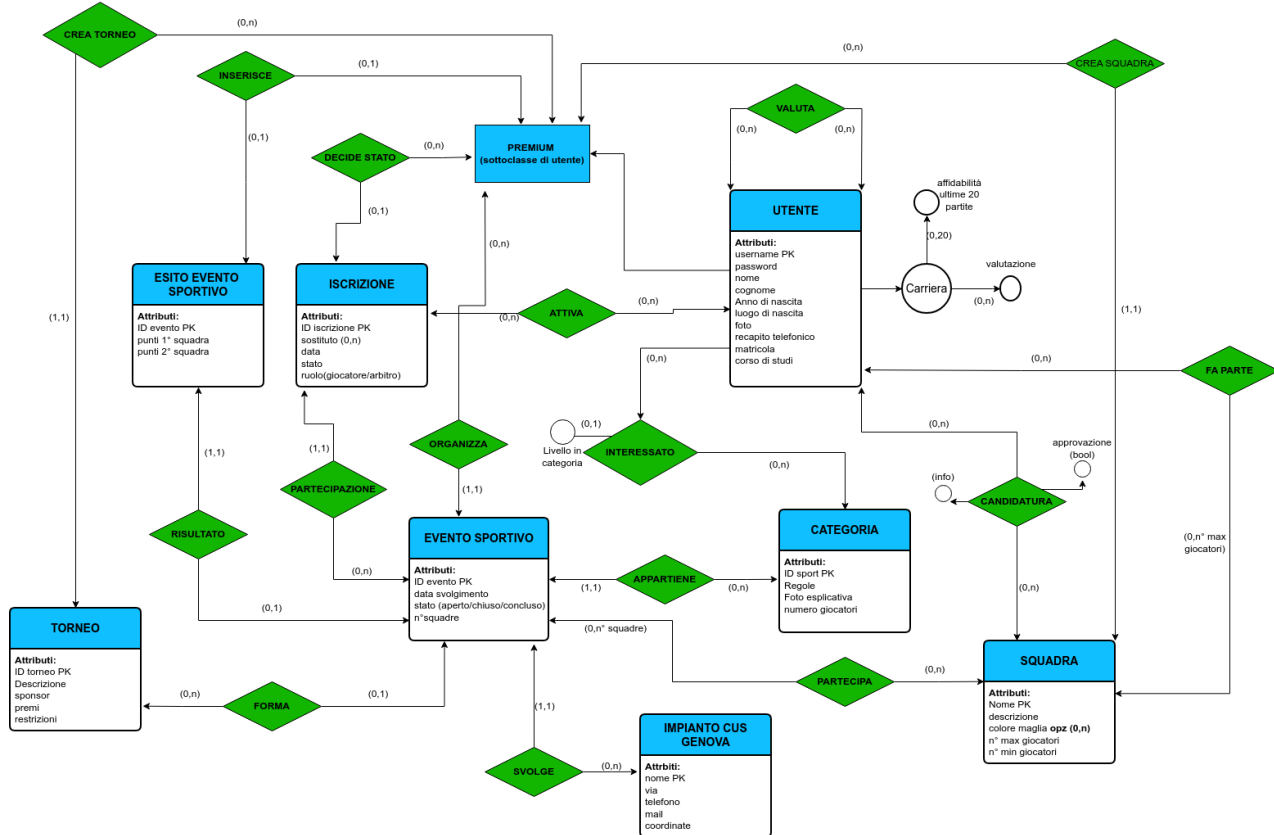 CREA TORNEO
(0,n)
INSERISCE
(0,1)
(0,n)
CREA SQUADRA
VALUTA
(0,n)
(0,n)
(0,1)
PREMIUM
(sottoclasse di utente)
DECIDE STATO
(0,n)
(0,1)
affidabilità
ultime 20
partite
UTENTE
Attributi:
username PK
password
nome
cognome
Anno di nascita
luogo di nascita
foto
recapito telefonico
matricola
corso di studi
(0,20)
valutazione
Carriera
(0,n)
(0,n)
ESITO EVENTO
SPORTIVO
Attributi:
ID evento PK
punti 1° squadra
punti 2° squadra
ISCRIZIONE
Attributi:
ID iscrizione PK
sostituto (0,n)
data
stato
ruolo(giocatore/arbitro)
(0,n)
ATTIVA
(0,n)
(1,1)
(1,1)
(0,n)
(0,n)
FA PARTE
(0,1)
Livello in
categoria
INTERESSATO
(0,n)
(0,n)
approvazione
(bool)
(info)
CANDIDATURA
ORGANIZZA
(1,1)
(1,1)
(1,1)
PARTECIPAZIONE
RISULTATO
EVENTO SPORTIVO
Attributi:
ID evento PK
data svolgimento
stato (aperto/chiuso/concluso)
n°squadre
CATEGORIA
Attributi:
ID sport PK
Regole
Foto esplicativa
numero giocatori
(0,n° max
giocatori)
(0,n)
(1,1)
APPARTIENE
(0,n)
(0,n)
(0,1)
(0,n° squadre)
TORNEO
Attributi:
ID torneo PK
Descrizione
sponsor
premi
restrizioni
SQUADRA
Attributi:
Nome PK
descrizione
colore maglia opz (0,n)
n° max giocatori
n° min giocatori
PARTECIPA
(0,n)
(0,n)
FORMA
(0,1)
(1,1)
IMPIANTO CUS
GENOVA
Attrbiti:
nome PK
via
telefono
mail
coordinate
SVOLGE
(0,n)